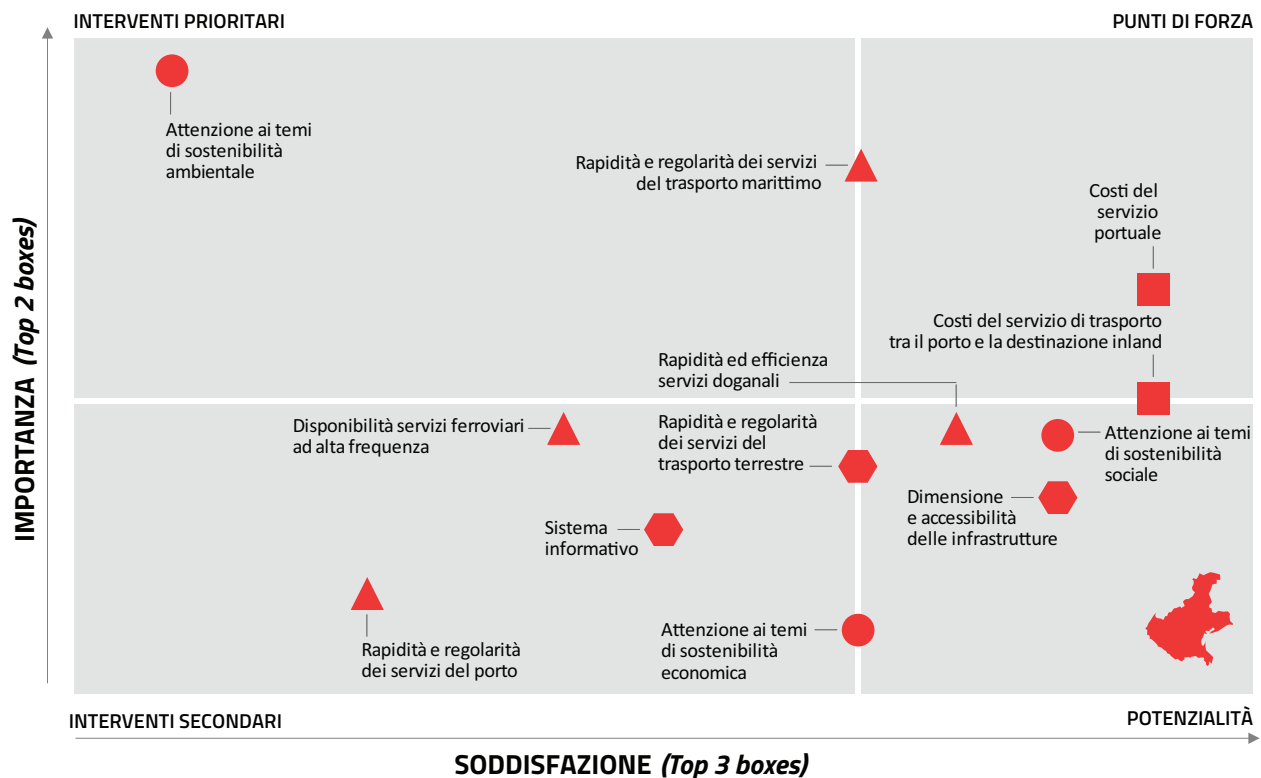 INTERVENTI PRIORITARI
PUNTI DI FORZA
Attenzione ai temi
di sostenibilità
ambientale
Rapidità e regolarità dei servizi
del trasporto marittimo
Costi del
servizio
portuale
Costi del servizio di trasporto
tra il porto e la destinazione inland
Rapidità ed efficienza
servizi doganali
Disponibilità servizi ferroviari
ad alta frequenza
Rapidità e regolarità
dei servizi del
trasporto terrestre
Attenzione ai temi
di sostenibilità
sociale
Dimensione
e accessibilità
delle infrastrutture
Sistema
informativo
Attenzione ai temi
di sostenibilità
economica
Rapidità e regolarità
dei servizi del porto
IMPORTANZA (Top 2 boxes)
INTERVENTI SECONDARI
POTENZIALITÀ
SODDISFAZIONE (Top 3 boxes)